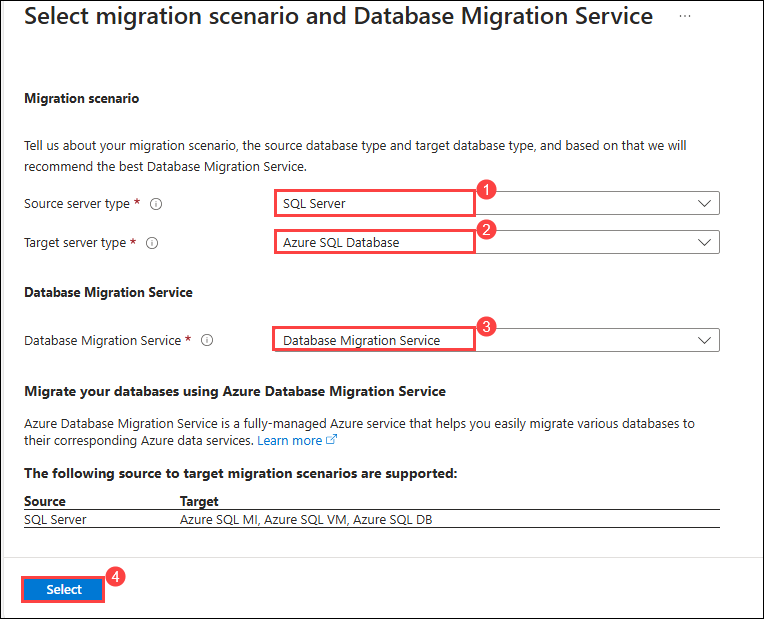 Select migration scenario and Database Migration Service ...
Migration scenario
Tell us about your migration scenario, the source database type and target database type, and based on that we will
recommend the best Database Migration Service.
Source server type * SQL Server 1
Target server type * Azure SQL Database 2
Database Migration Service
Database Migration Service * Database Migration Service 3
Migrate your databases using Azure Database Migration Service
Azure Database Migration Service is a fully-managed Azure service that helps you easily migrate various databases to
their corresponding Azure data services. Learn more
The following source to target migration scenarios are supported:
Source Target
SQL Server Azure SQL MI, Azure SQL VM, Azure SQL DB
Select 4